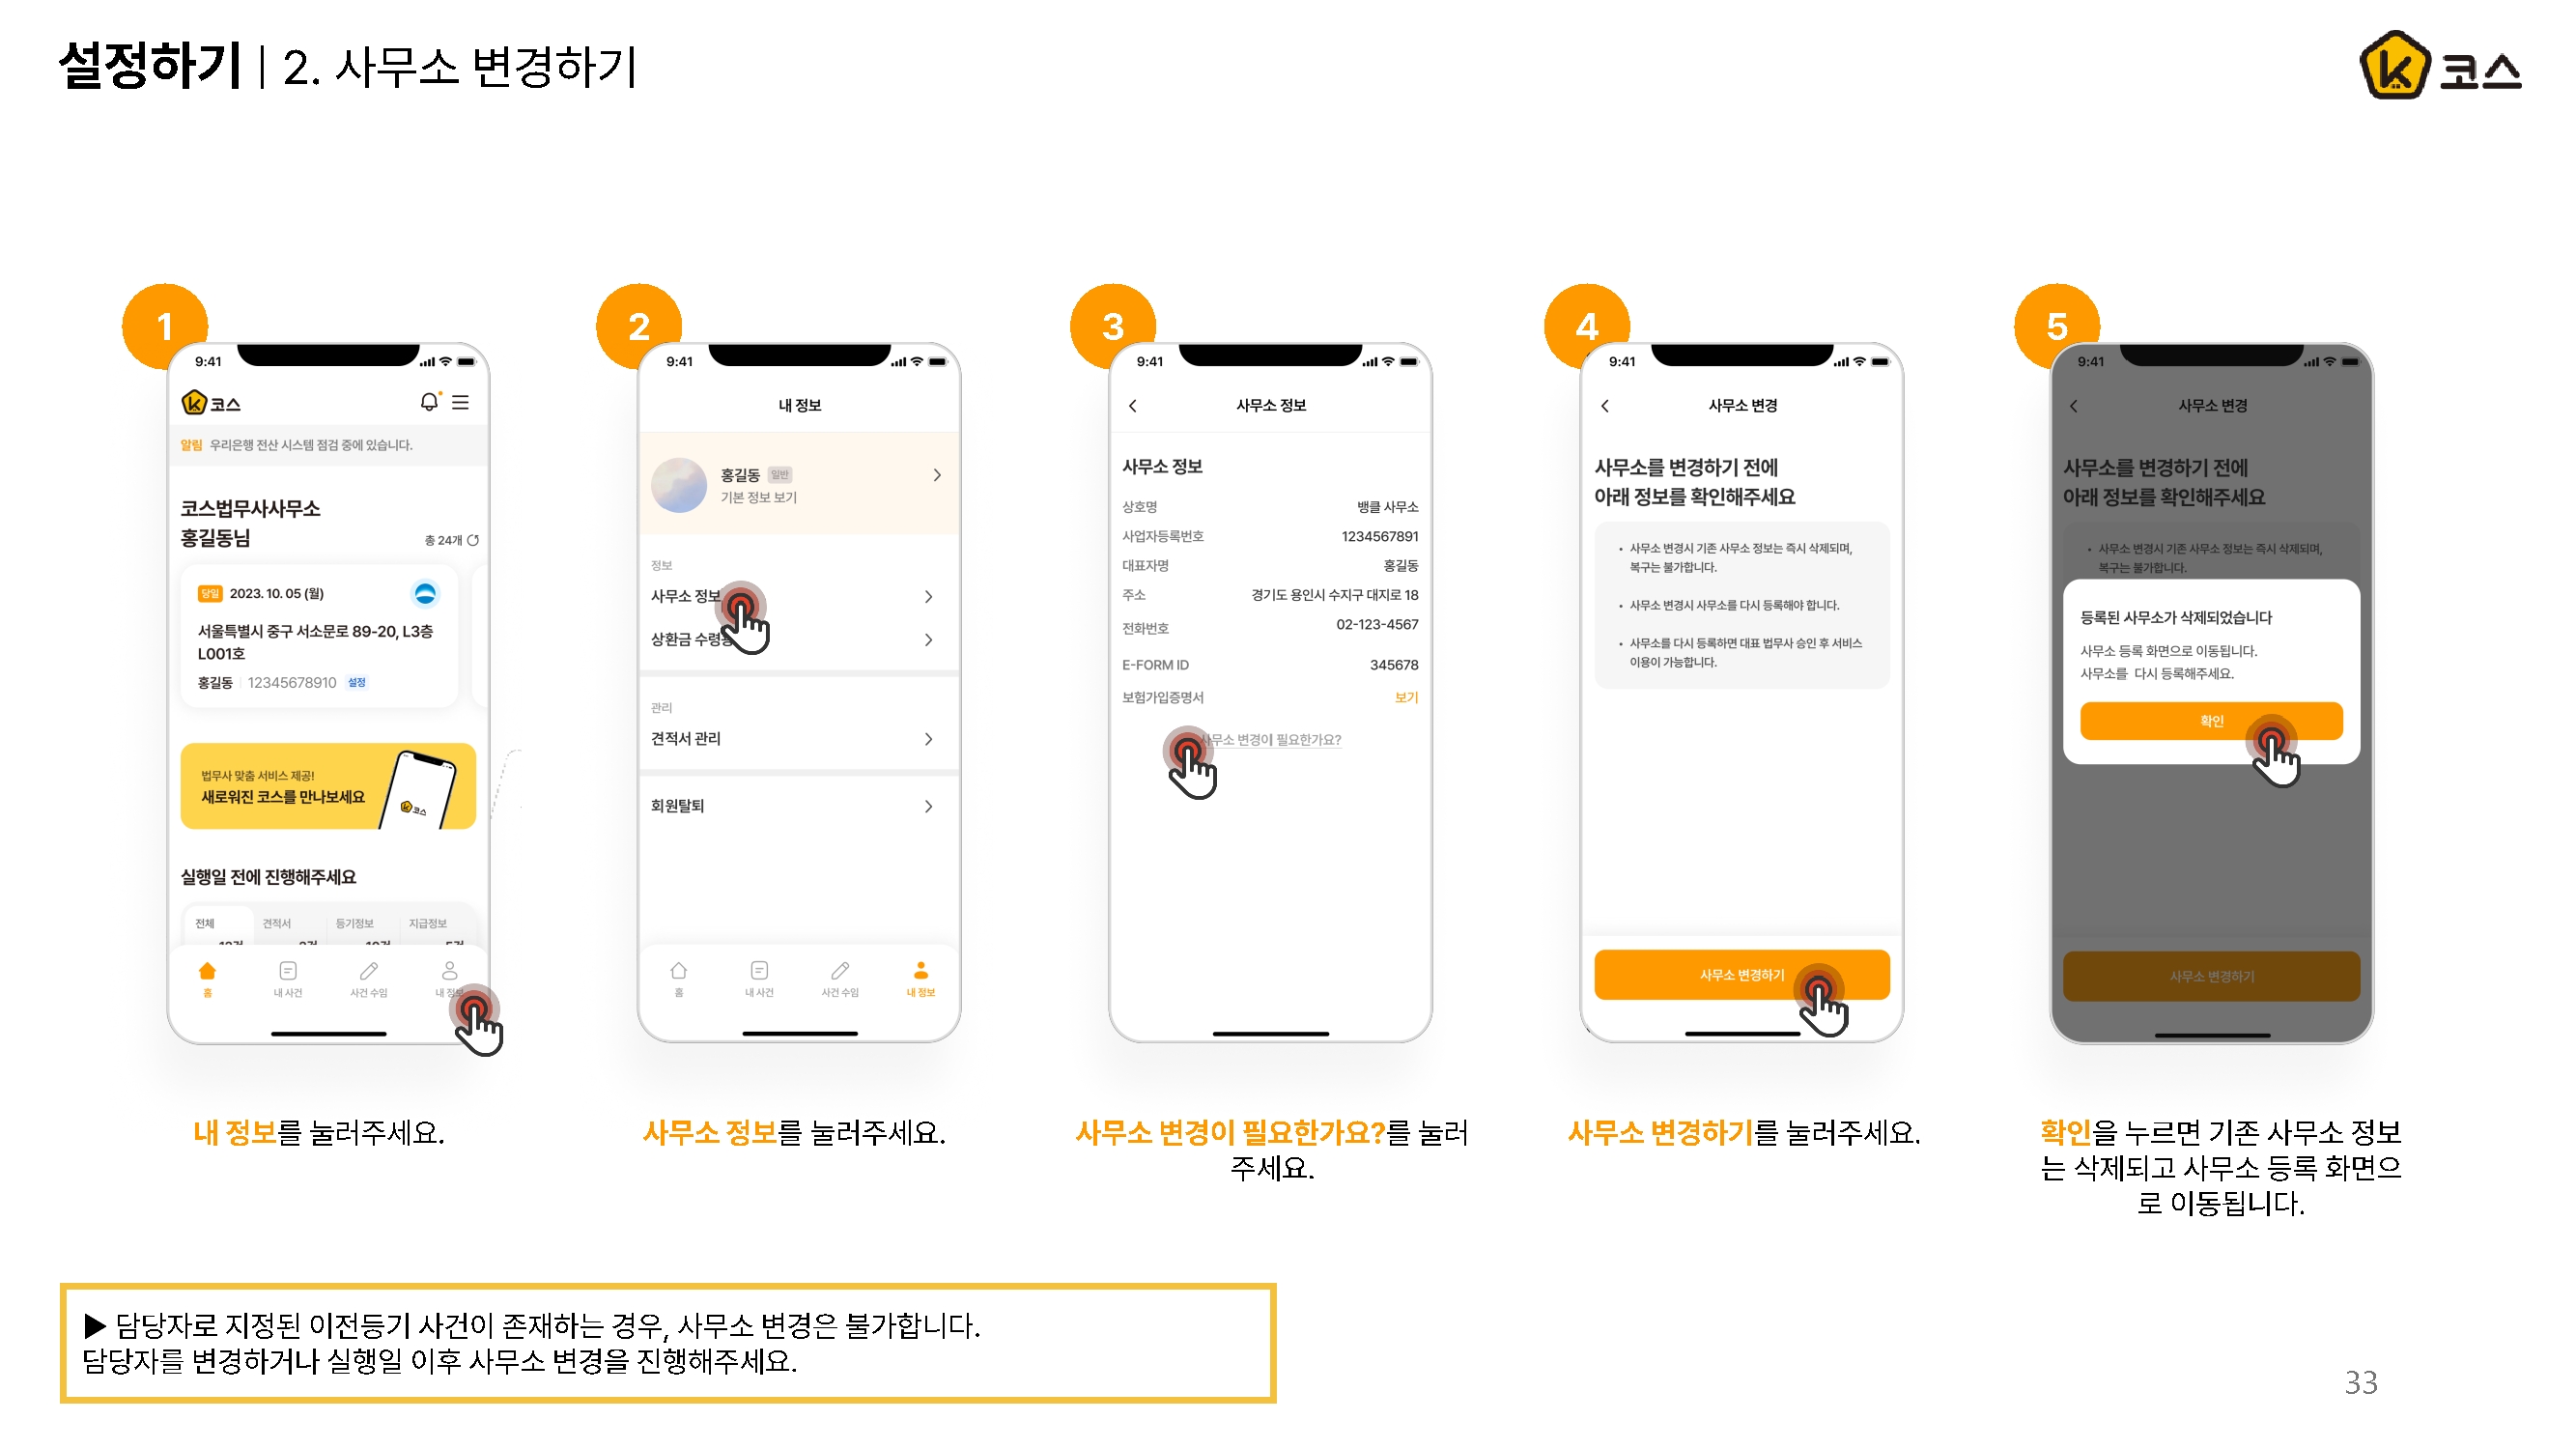 설정하기 | 2. 사무소 변경하기
코스
1
9:41
코스
알림 우리은행 전산 시스템 점검 중에 있습니다.
코스법무사사무소
홍길동님
총 24개
당일 2023. 10. 05 (월)
서울특별시 중구 서소문로 89-20, L3층
L001호
홍길동 | 12345678910 설정
법무사 맞춤 서비스 제공!
새로워진 코스를 만나보세요
코스
실행일 전에 진행해주세요
전체 견적서 등기정보 지급정보
홈 내 사건 사건 수임 내 정보
내 정보를 눌러주세요.
2
9:41
내 정보
홍길동 일반
기본 정보 보기
정보
사무소 정보
상환금 수령
관리
견적서 관리
회원탈퇴
홈 내 사건 사건 수임 내 정보
사무소 정보를 눌러주세요.
3
9:41
사무소 정보
사무소 정보
상호명 뱅클 사무소
사업자등록번호 1234567891
대표자명 홍길동
주소 경기도 용인시 수지구 대지로 18
전화번호 02-123-4567
E-FORM ID 345678
보험가입증명서 보기
사무소 변경이 필요한가요?
사무소 변경이 필요한가요?를 눌러
주세요.
4
9:41
사무소 변경
사무소를 변경하기 전에
아래 정보를 확인해주세요
• 사무소 변경시 기존 사무소 정보는 즉시 삭제되며,
복구는 불가합니다.
• 사무소 변경시 사무소를 다시 등록해야 합니다.
• 사무소를 다시 등록하면 대표 법무사 승인 후 서비스
이용이 가능합니다.
사무소 변경하기
사무소 변경하기를 눌러주세요.
5
9:41
사무소 변경
사무소를 변경하기 전에
아래 정보를 확인해주세요
• 사무소 변경시 기존 사무소 정보는 즉시 삭제되며,
복구는 불가합니다.
등록된 사무소가 삭제되었습니다
사무소 등록 화면으로 이동됩니다.
사무소를 다시 등록해주세요.
확인
사무소 변경하기
확인을 누르면 기존 사무소 정보
는 삭제되고 사무소 등록 화면으
로 이동됩니다.
▶ 담당자로 지정된 이전등기 사건이 존재하는 경우, 사무소 변경은 불가합니다.
담당자를 변경하거나 실행일 이후 사무소 변경을 진행해주세요.
33